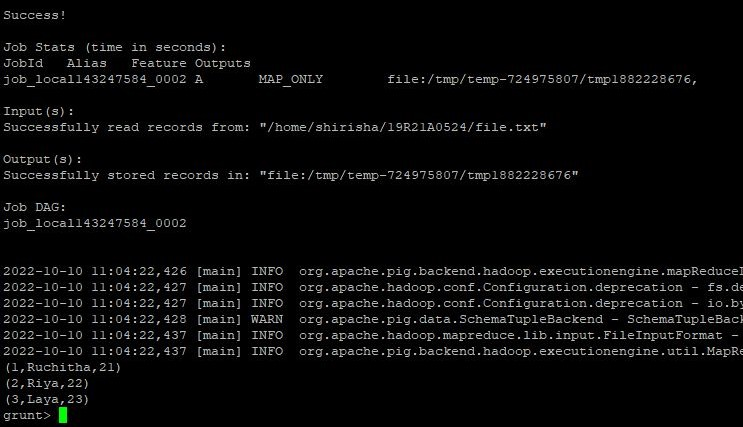 Success!
Job Stats (time in seconds):
JobId Alias Feature Outputs
job_local143247584_0002 A MAP_ONLY file:/tmp/temp-724975807/tmp1882228676,
Input(s):
Successfully read records from: "/home/shirisha/19R21A0524/file.txt"
Output(s):
Successfully stored records in: "file:/tmp/temp-724975807/tmp1882228676"
Job DAG:
job_local143247584_0002
2022-10-10 11:04:22,426 [main] INFO org.apache.pig.backend.hadoop.executionengine.mapReduceL
2022-10-10 11:04:22,427 [main] INFO org.apache.hadoop.conf.Configuration.deprecation - fs.de
2022-10-10 11:04:22,427 [main] INFO org.apache.hadoop.conf.Configuration.deprecation - io.by
2022-10-10 11:04:22,428 [main] WARN org.apache.pig.data.SchemaTupleBackend - SchemaTupleBack
2022-10-10 11:04:22,437 [main] INFO org.apache.hadoop.mapreduce.lib.input.FileInputFormat -
2022-10-10 11:04:22,437 [main] INFO org.apache.pig.backend.hadoop.executionengine.util.MapRe
(1,Ruchitha,21)
(2,Riya,22)
(3,Laya,23)
grunt>